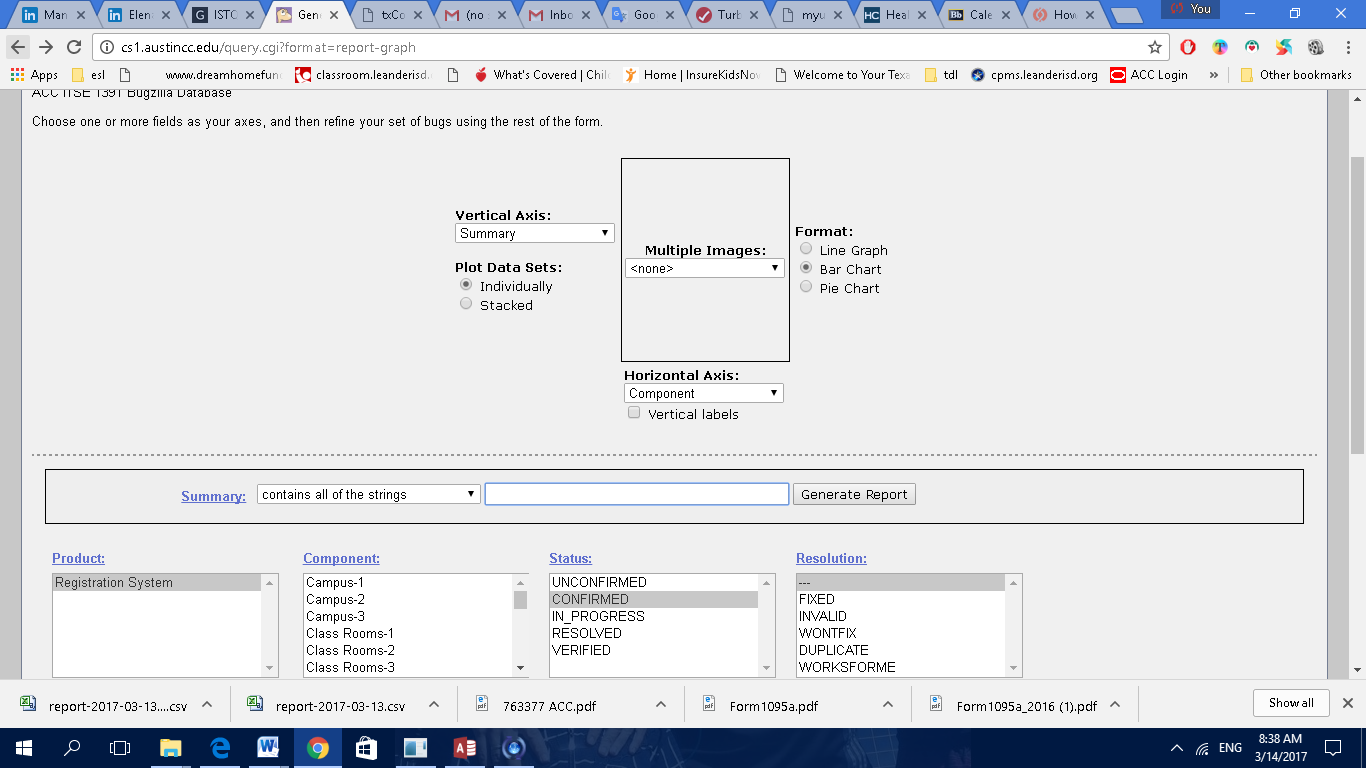 Man
Elen
ISTC
Gen
txCo
(no
Inbo
Goo
Turb
myu
Heal
Cale
Hov
You
cs1.austincc.edu/query.cgi?format=report-graph
Apps esl www.dreamhomefun classroom.leanderisd. What's Covered | Chil Home | InsureKidsNov Welcome to Your Texa tdl cpms.leanderisd.org ACC Login » Other bookmarks
ACC ITSE 1391 Bugzilla Database
Choose one or more fields as your axes, and then refine your set of bugs using the rest of the form.
Vertical Axis:
Summary
Plot Data Sets:
Individually
Stacked
Multiple Images:
<none>
Format:
Line Graph
Bar Chart
Pie Chart
Horizontal Axis:
Component
Vertical labels
Summary: contains all of the strings Generate Report
Product:
Registration System
Component:
Campus-1
Campus-2
Campus-3
Class Rooms-1
Class Rooms-2
Class Rooms-3
Status:
UNCONFIRMED
CONFIRMED
IN_PROGRESS
RESOLVED
VERIFIED
Resolution:
---
FIXED
INVALID
WONTFIX
DUPLICATE
WORKSFORME
report-2017-03-13....csv report-2017-03-13.csv 763377 ACC.pdf Form1095a.pdf Form1095a_2016 (1).pdf Show all
ENG
8:38 AM
3/14/2017